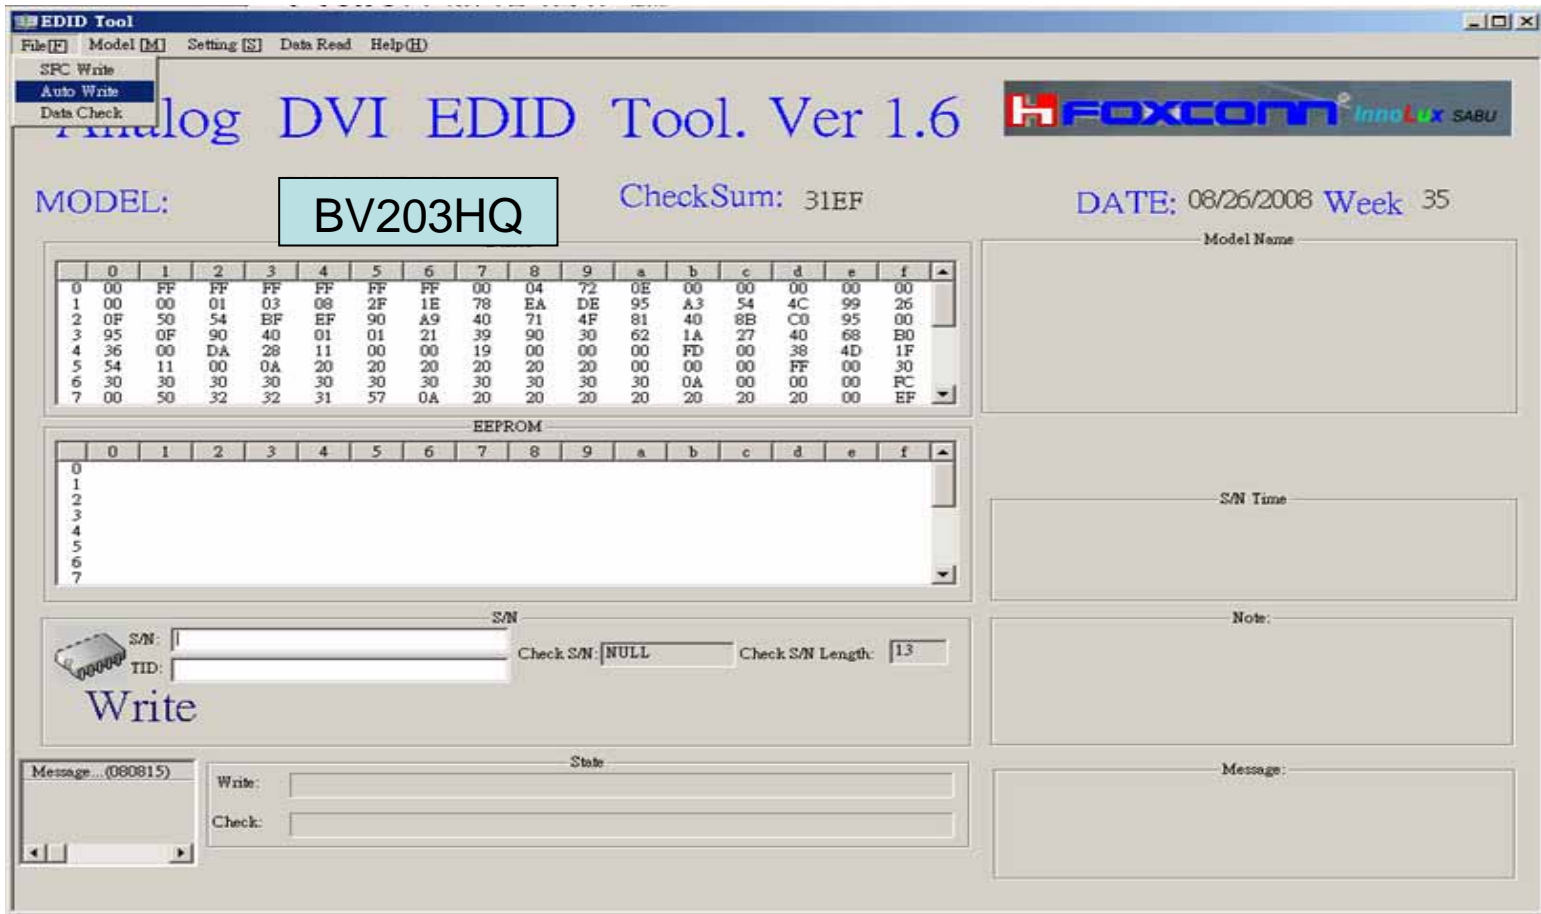 EDID Tool
File[F] Model [M] Setting [S] Data Read Help(H)
SPC Write
Auto Write
Data Check
Analog DVI EDID Tool. Ver 1.6
FOXCONN InnoLux SABU
MODEL: BV203HQ CheckSum: 31EF DATE: 08/26/2008 Week 35
Model Name
0 1 2 3 4 5 6 7 8 9 a b c d e f
0 00 FF FF FF FF FF FF 00 04 72 0E 00 00 00 00 00
1 00 00 01 03 08 2F 1E 78 EA DE 95 A3 54 4C 99 26
2 0F 50 54 BF EF 90 A9 40 71 4F 81 40 8B C0 95 00
3 95 0F 90 40 01 01 21 39 90 30 62 1A 27 40 68 B0
4 36 00 DA 28 11 00 00 19 00 00 00 FD 00 38 4D 1F
5 54 11 00 0A 20 20 20 20 20 20 00 00 00 FF 00 30
6 30 30 30 30 30 30 30 30 30 30 30 0A 00 00 00 FC
7 00 50 32 32 31 57 0A 20 20 20 20 20 20 20 00 EF
EEPROM
0 1 2 3 4 5 6 7 8 9 a b c d e f
0
1
2
3
4
5
6
7
S/N Time
S/N
S/N:
TID:
Check S/N: NULL Check S/N Length: 13
Write
Note:
Message...(080815)
State
Write:
Check:
Message: